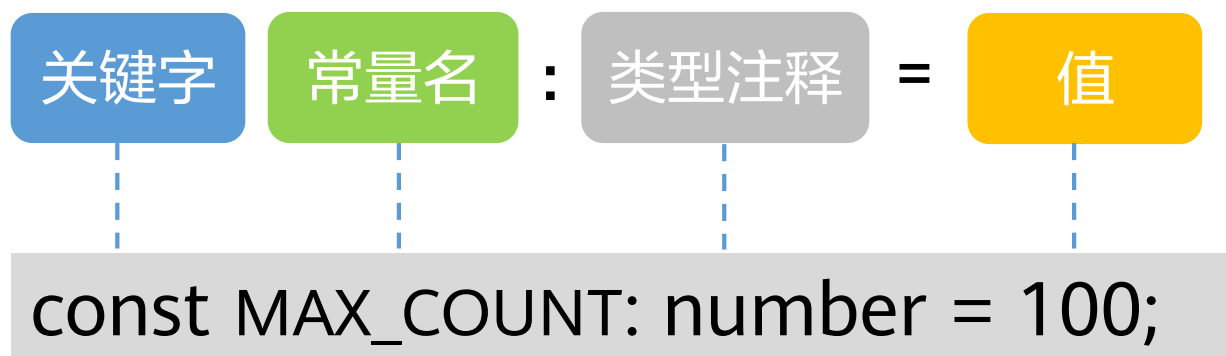 关键字 常量名 : 类型注释 = 值
const MAX_COUNT: number = 100;